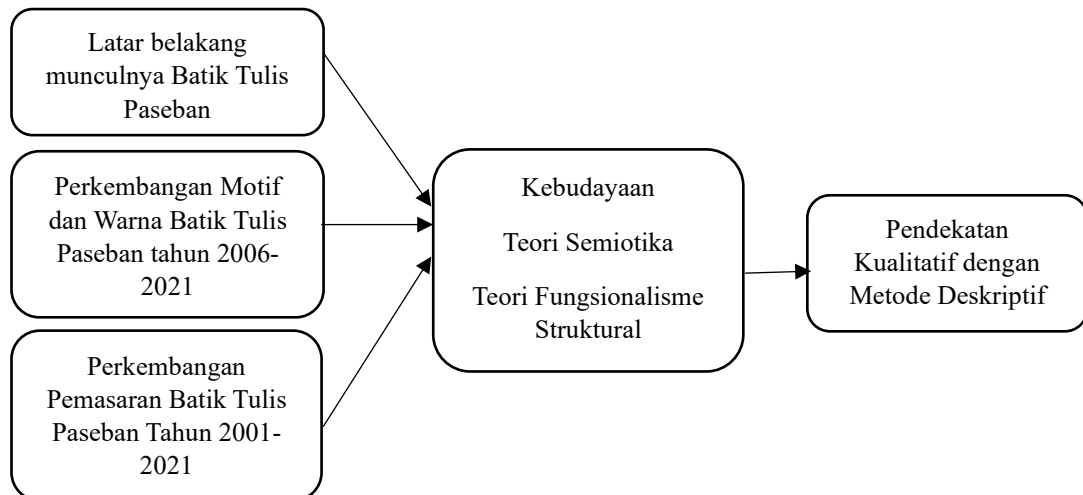 Latar belakang
munculnya Batik Tulis
Paseban
Perkembangan Motif
dan Warna Batik Tulis
Paseban tahun 2006-
2021
Perkembangan
Pemasaran Batik Tulis
Paseban Tahun 2001-
2021
Kebudayaan
Teori Semiotika
Teori Fungsionalisme
Struktural
Pendekatan
Kualitatif dengan
Metode Deskriptif